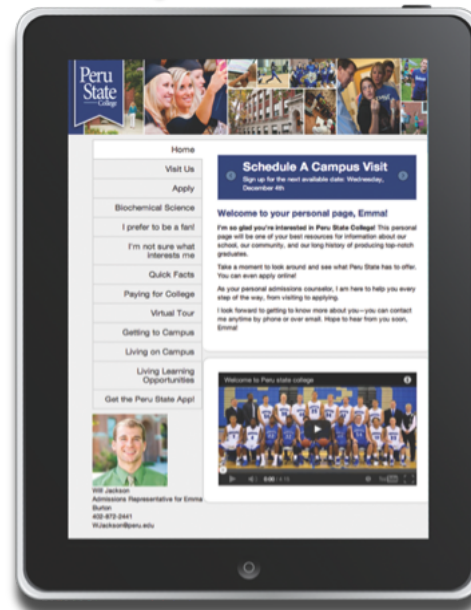 Peru
State
College
Home
Visit Us
Apply
Biochemical Science
I prefer to be a fan!
I'm not sure what
interests me
Quick Facts
Paying for College
Virtual Tour
Getting to Campus
Living on Campus
Living Learning
Opportunities
Get the Peru State App!
Will Jackson
Admissions Representative for Emma
Burton
402-872-2441
WJackson@peru.edu
Schedule A Campus Visit
Sign up for the next available date: Wednesday,
December 4th
Welcome to your personal page, Emma!
I'm so glad you're interested in Peru State College! This personal
page will be one of your best resources for information about our
school, our community, and our long history of producing top-notch
graduates.
Take a moment to look around and see what Peru State has to offer.
You can even apply online!
As your personal admissions counselor, I am here to help you every
step of the way, from visiting to applying.
I look forward to getting to know more about you—you can contact
me anytime by phone or over email. Hope to hear from you soon,
Emma!
Welcome to Peru state college
0:00